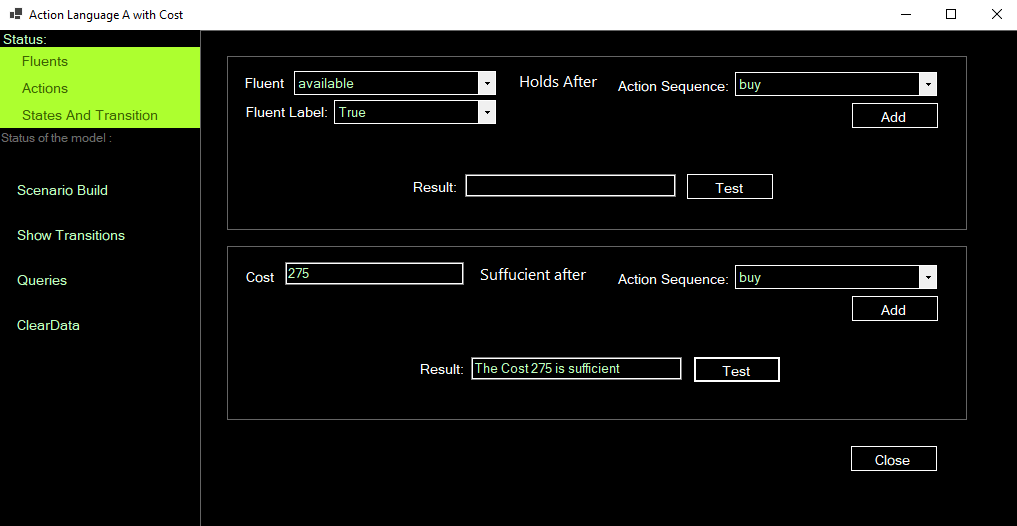 Action Language A with Cost
Status:
Fluents
Actions
States And Transition
Status of the model :
Scenario Build
Show Transitions
Queries
ClearData
Fluent available Holds After Action Sequence: buy
Fluent Label: True Add
Result: Test
Cost 275 Suffucient after Action Sequence: buy
Add
Result: The Cost 275 is sufficient Test
Close